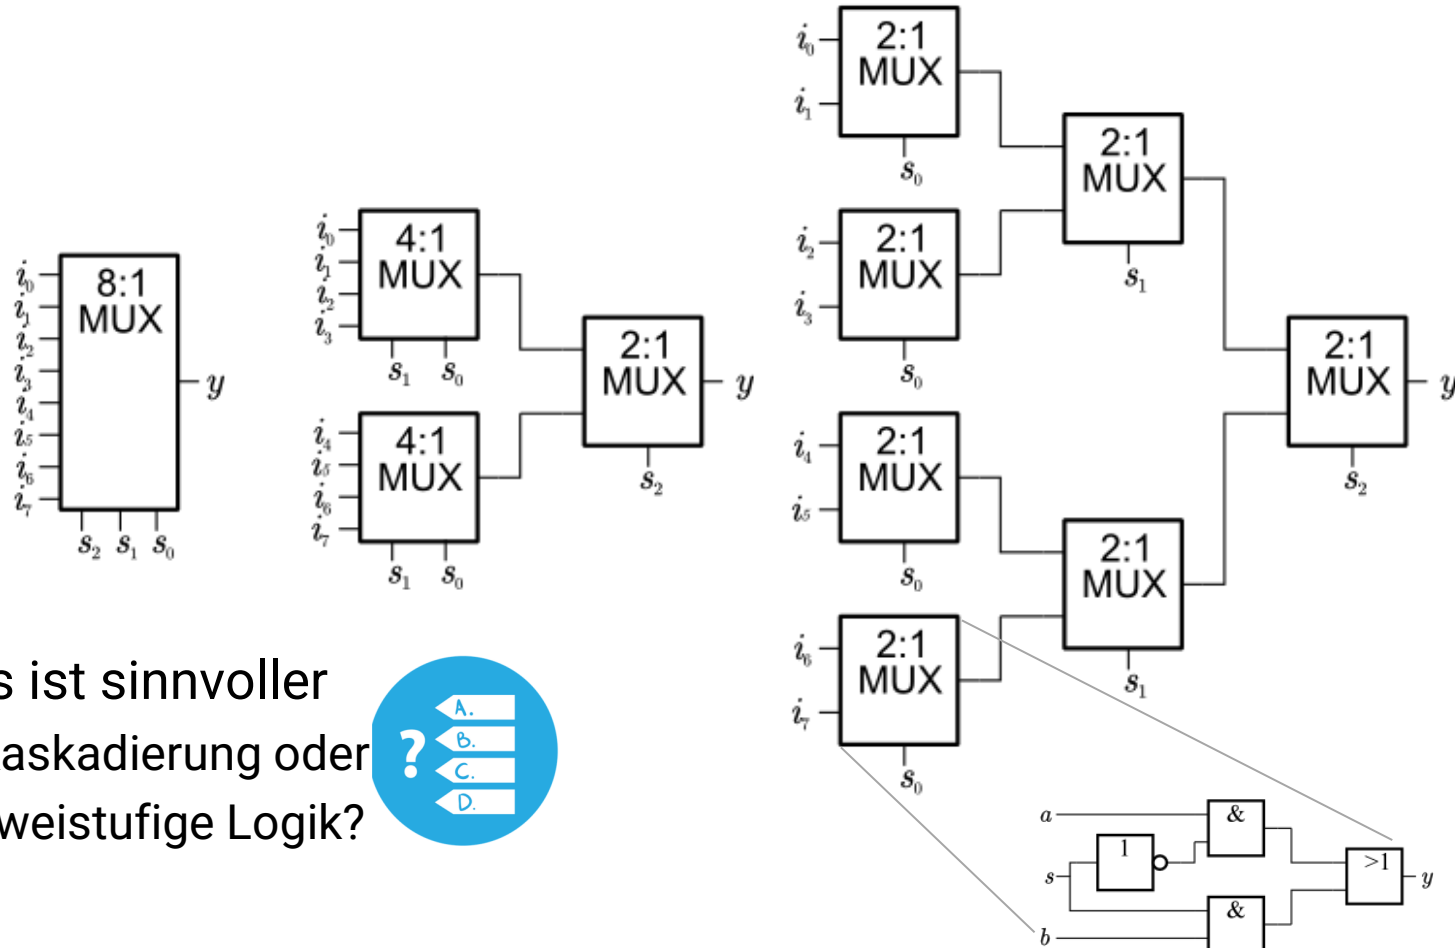 i₀
i₁
i₂
i₃
i₄
i₅
i₆
i₇
8:1
MUX
y
s₂ s₁ s₀
i₀
i₁
i₂
i₃
4:1
MUX
s₁ s₀
i₄
i₅
i₆
i₇
4:1
MUX
s₁ s₀
2:1
MUX
y
s₂
i₀
i₁
2:1
MUX
s₀
i₂
i₃
2:1
MUX
s₀
i₄
i₅
2:1
MUX
s₀
i₆
i₇
2:1
MUX
s₀
2:1
MUX
s₁
2:1
MUX
s₁
2:1
MUX
y
s₂
s ist sinnvoller
askadierung oder
weistufige Logik?
?
A.
B.
C.
D.
a
s
b
1
&
&
>1
y